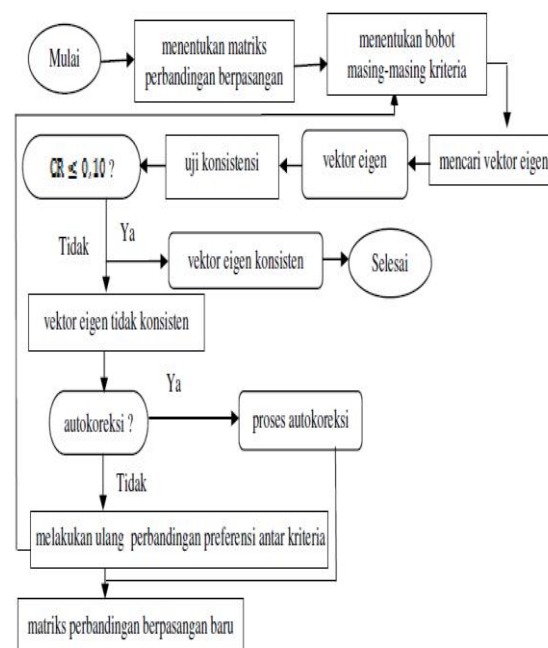 Mulai
menentukan matriks
perbandingan berpasangan
menentukan bobot
masing-masing kriteria
mencari vektor eigen
vektor eigen
uji konsistensi
CR ≤ 0,10 ?
Tidak
Ya
vektor eigen konsisten
Selesai
vektor eigen tidak konsisten
autokoreksi ?
Ya
proses autokoreksi
Tidak
melakukan ulang perbandingan preferensi antar kriteria
matriks perbandingan berpasangan baru